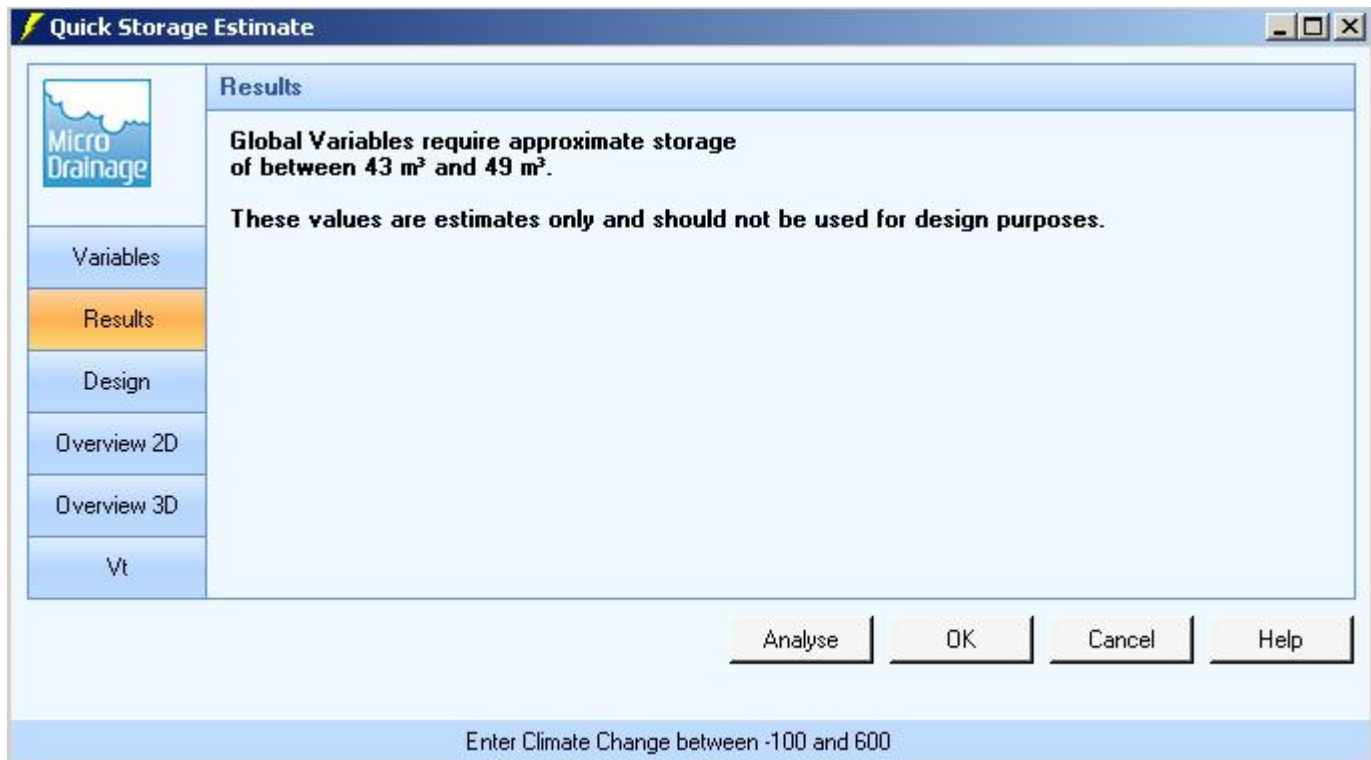 Quick Storage Estimate
Micro
Drainage
Results
Global Variables require approximate storage
of between 43 m³ and 49 m³.
These values are estimates only and should not be used for design purposes.
Variables
Results
Design
Overview 2D
Overview 3D
Vt
Analyse
OK
Cancel
Help
Enter Climate Change between -100 and 600